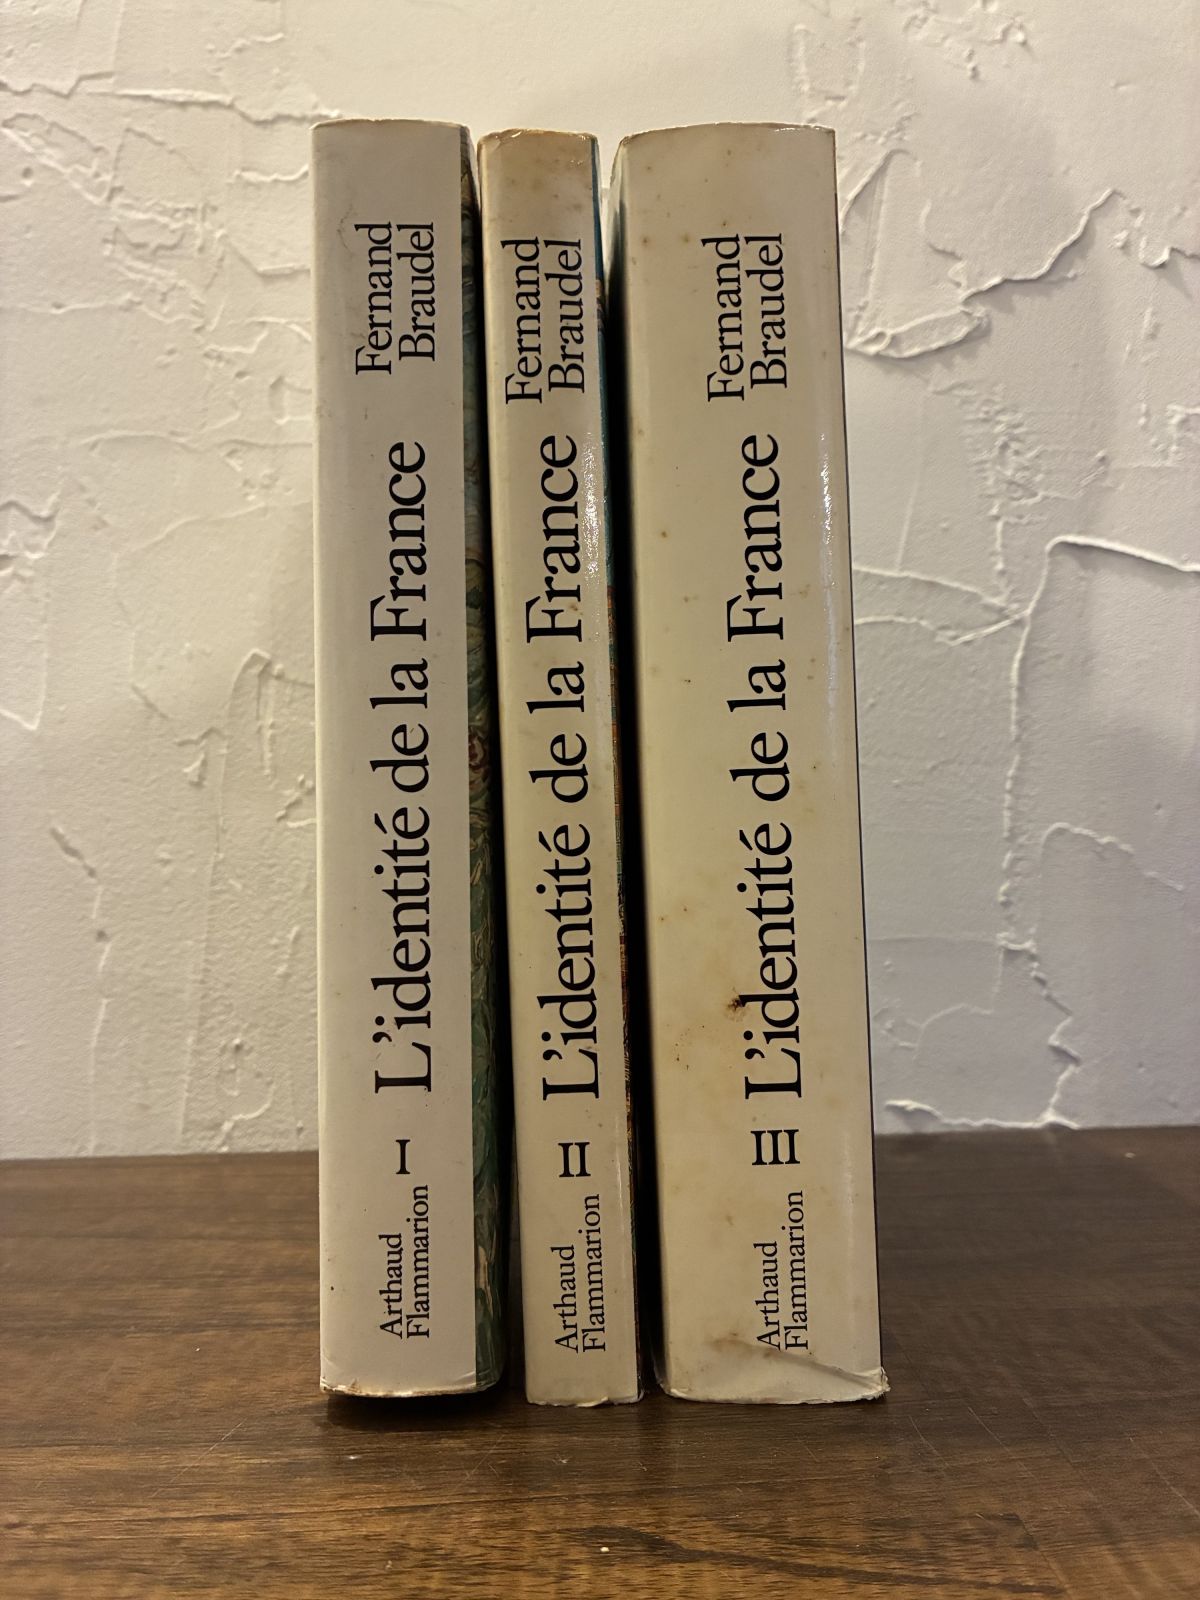 Fernand
Braudel
L'identité de la France
I
Arthaud
Flammarion
Fernand
Braudel
L'identité de la France
II
Arthaud
Flammarion
Fernand
Braudel
L'identité de la France
III
Arthaud
Flammarion